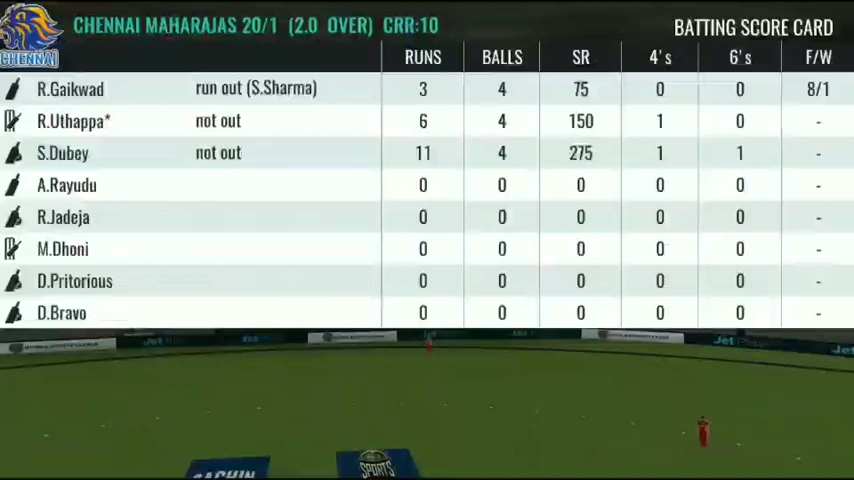 CHENNAI MAHARAJAS 20/1 (2.0 OVER) CRR:10
BATTING SCORE CARD
CHENNAI
RUNS BALLS SR 4's 6's F/W
R.Gaikwad run out (S.Sharma) 3 4 75 0 0 8/1
R.Uthappa* not out 6 4 150 1 0 -
S.Dubey not out 11 4 275 1 1 -
A.Rayudu 0 0 0 0 0 -
R.Jadeja 0 0 0 0 0 -
M.Dhoni 0 0 0 0 0 -
D.Pritorious 0 0 0 0 0 -
D.Bravo 0 0 0 0 0 -
SACHIN
SPORTS